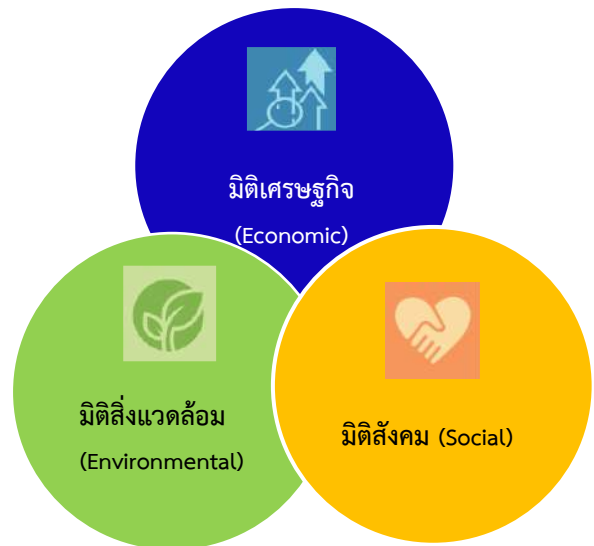 มิติเศรษฐกิจ
(Economic)
มิติสิ่งแวดล้อม
(Environmental)
มิติสังคม (Social)